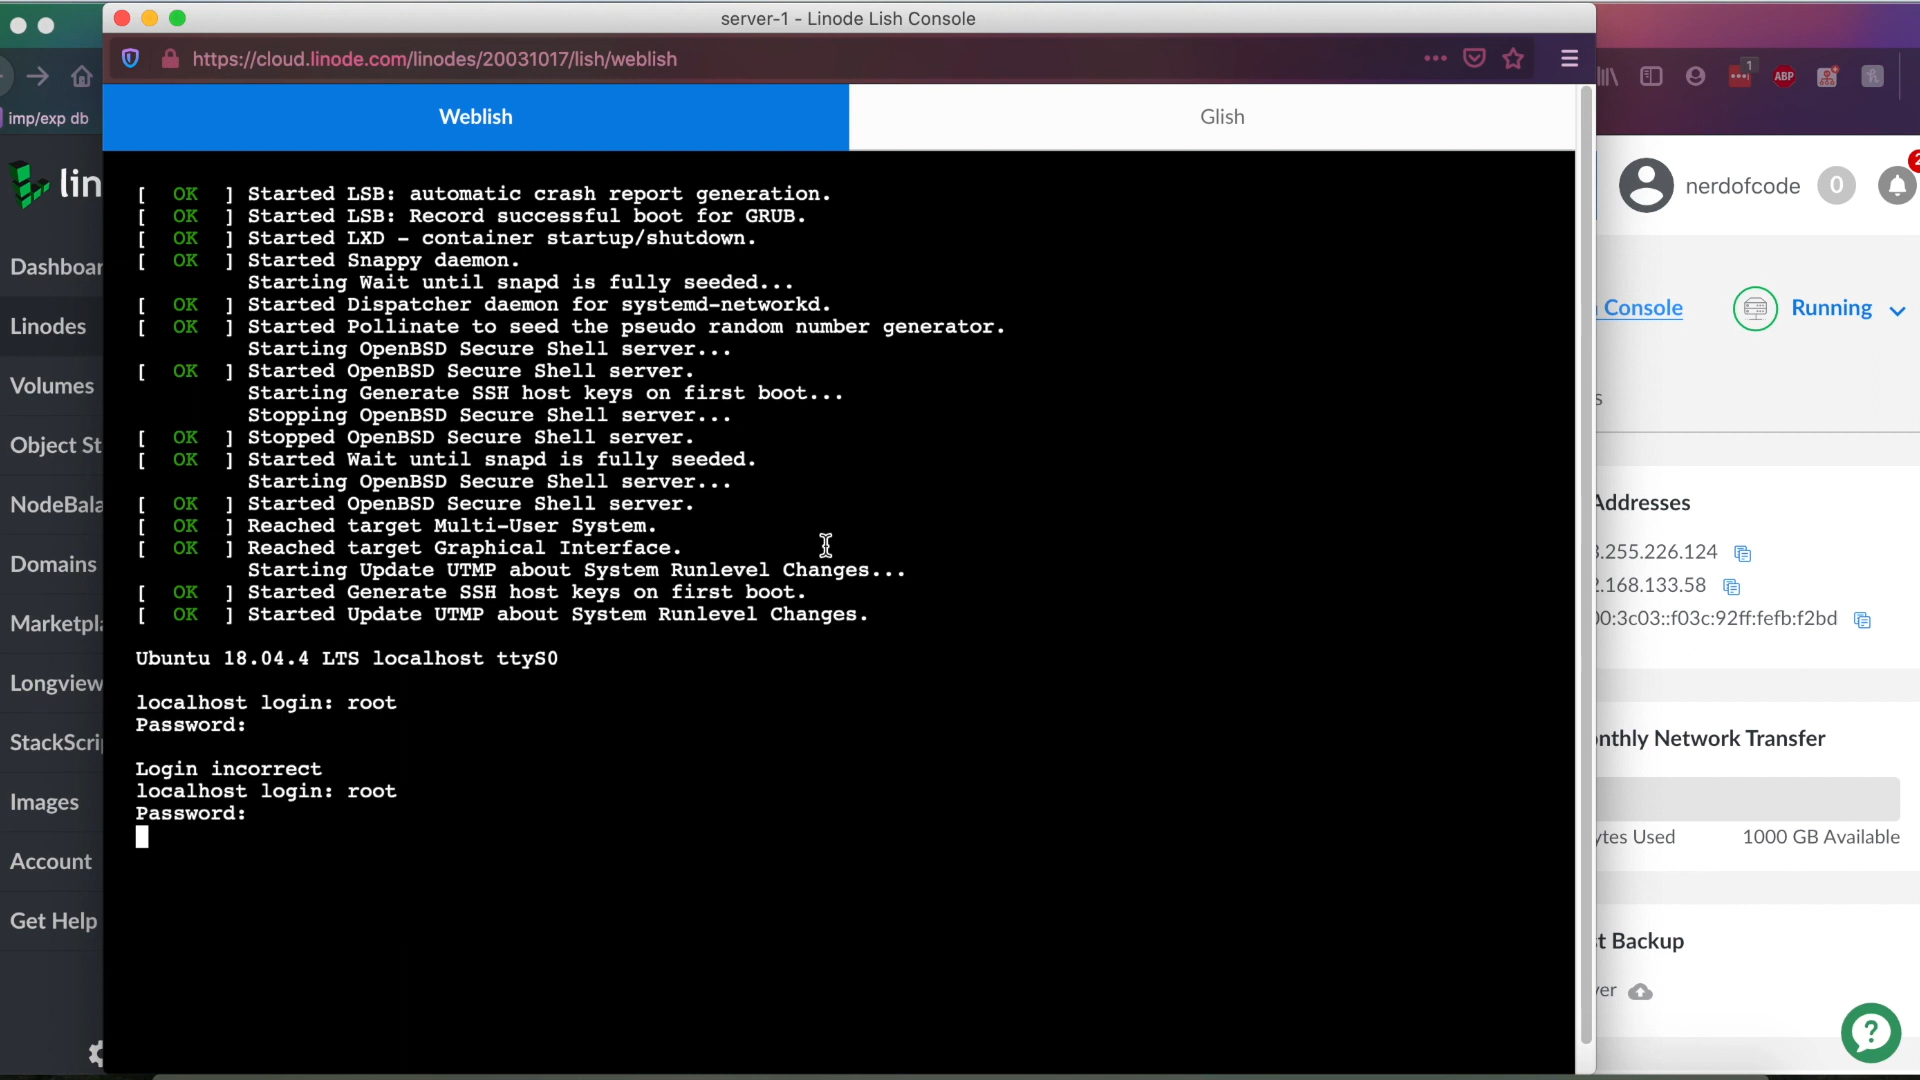 server-1 - Linode Lish Console
https://cloud.linode.com/linodes/20031017/lish/weblish
1
ABP
imp/exp db
Weblish
Glish
lin
nerdofcode
0
2
Dashboar
Linodes
Volumes
Object St
NodeBala
Domains
Marketpla
Longview
StackScrip
Images
Account
Get Help
[ OK ] Started LSB: automatic crash report generation.
[ OK ] Started LSB: Record successful boot for GRUB.
[ OK ] Started LXD - container startup/shutdown.
[ OK ] Started Snappy daemon.
Starting Wait until snapd is fully seeded...
[ OK ] Started Dispatcher daemon for systemd-networkd.
[ OK ] Started Pollinate to seed the pseudo random number generator.
Starting OpenBSD Secure Shell server...
[ OK ] Started OpenBSD Secure Shell server.
Starting Generate SSH host keys on first boot...
Stopping OpenBSD Secure Shell server...
[ OK ] Stopped OpenBSD Secure Shell server.
[ OK ] Started Wait until snapd is fully seeded.
Starting OpenBSD Secure Shell server...
[ OK ] Started OpenBSD Secure Shell server.
[ OK ] Reached target Multi-User System.
[ OK ] Reached target Graphical Interface.
Starting Update UTMP about System Runlevel Changes...
[ OK ] Started Generate SSH host keys on first boot.
[ OK ] Started Update UTMP about System Runlevel Changes.
Ubuntu 18.04.4 LTS localhost ttyS0
localhost login: root
Password:
Login incorrect
localhost login: root
Password:
Console
Running
s
Addresses
.255.226.124
.168.133.58
00:3c03::f03c:92ff:fefb:f2bd
nthly Network Transfer
ytes Used
1000 GB Available
t Backup
ver